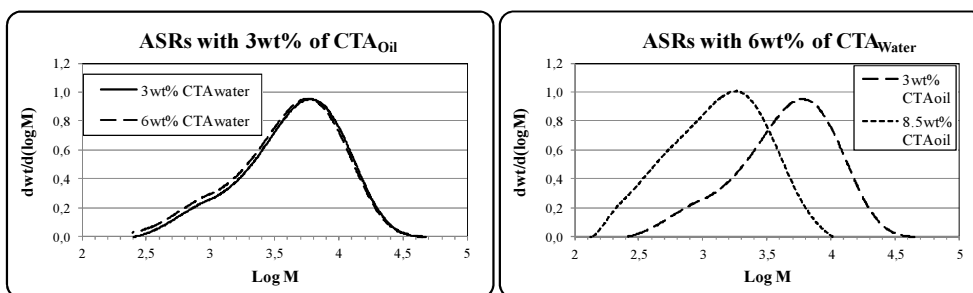 ASRs with 3wt% of CTAOil
1,2
1,0
0,8
0,6
0,4
0,2
0,0
dwt/d(logM)
3wt% CTAwater
6wt% CTAwater
2 2,5 3 3,5 4 4,5 5
Log M
ASRs with 6wt% of CTAWater
1,2
1,0
0,8
0,6
0,4
0,2
0,0
dwt/d(logM)
3wt%
CTAoil
8.5wt%
CTAoil
2 2,5 3 3,5 4 4,5 5
Log M